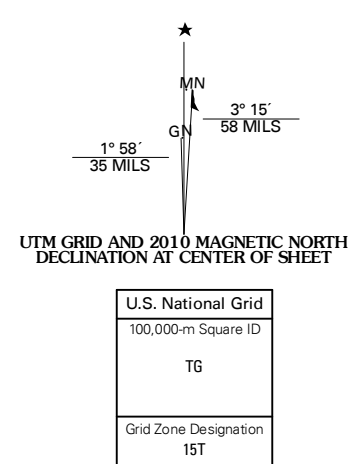 ★
MN
3° 15´
58 MILS
GN
1° 58´
35 MILS
UTM GRID AND 2010 MAGNETIC NORTH
DECLINATION AT CENTER OF SHEET
U.S. National Grid
100,000-m Square ID
TG
Grid Zone Designation
15T